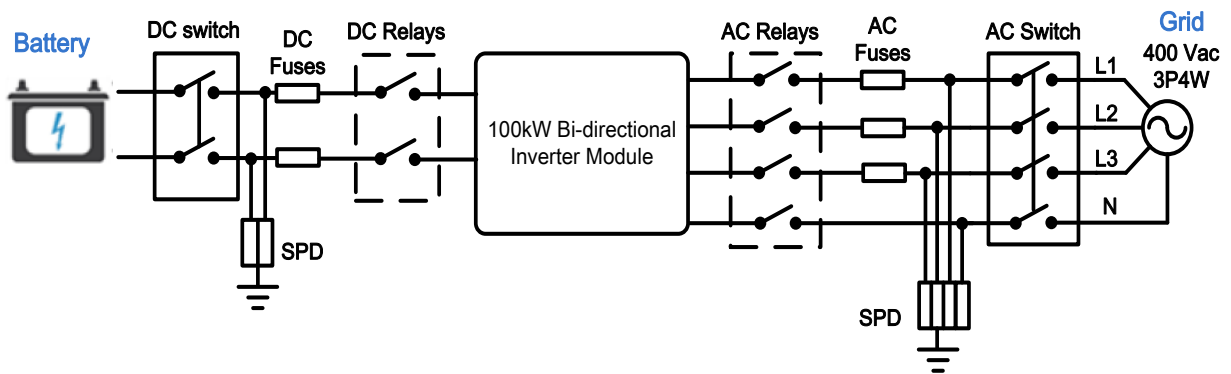 Battery
DC switch
DC
Fuses
DC Relays
SPD
100kW Bi-directional
Inverter Module
AC Relays
AC
Fuses
SPD
AC Switch
L1
L2
L3
N
Grid
400 Vac
3P4W